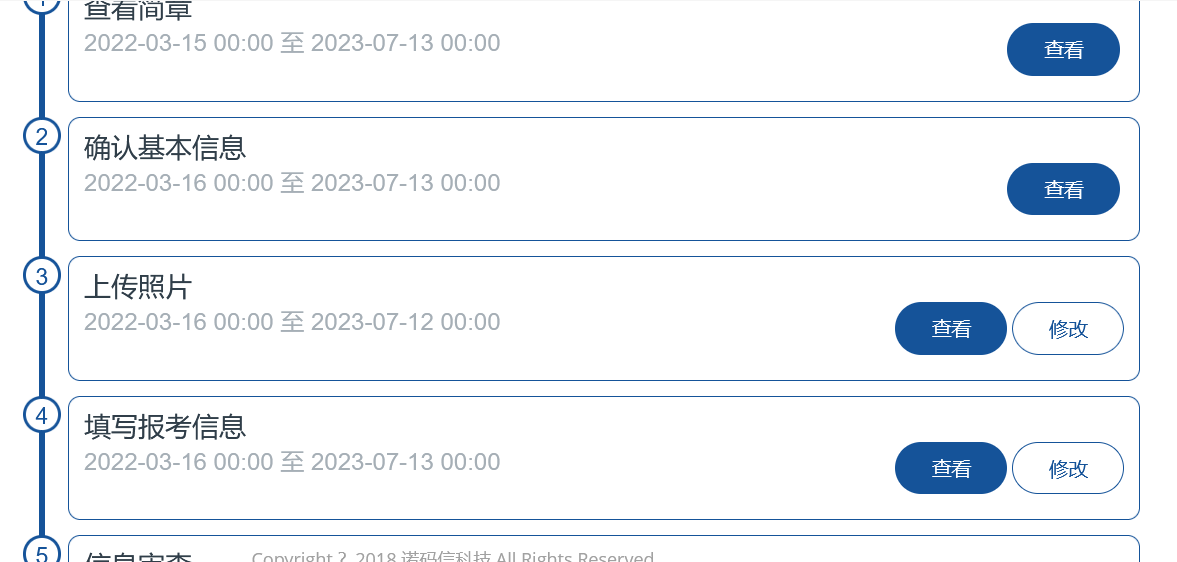 1
查看简章
2022-03-15 00:00 至 2023-07-13 00:00
查看
2
确认基本信息
2022-03-16 00:00 至 2023-07-13 00:00
查看
3
上传照片
2022-03-16 00:00 至 2023-07-12 00:00
查看
修改
4
填写报考信息
2022-03-16 00:00 至 2023-07-13 00:00
查看
修改
5
信息审查
Copyright ? 2018 诺码信科技 All Rights Reserved